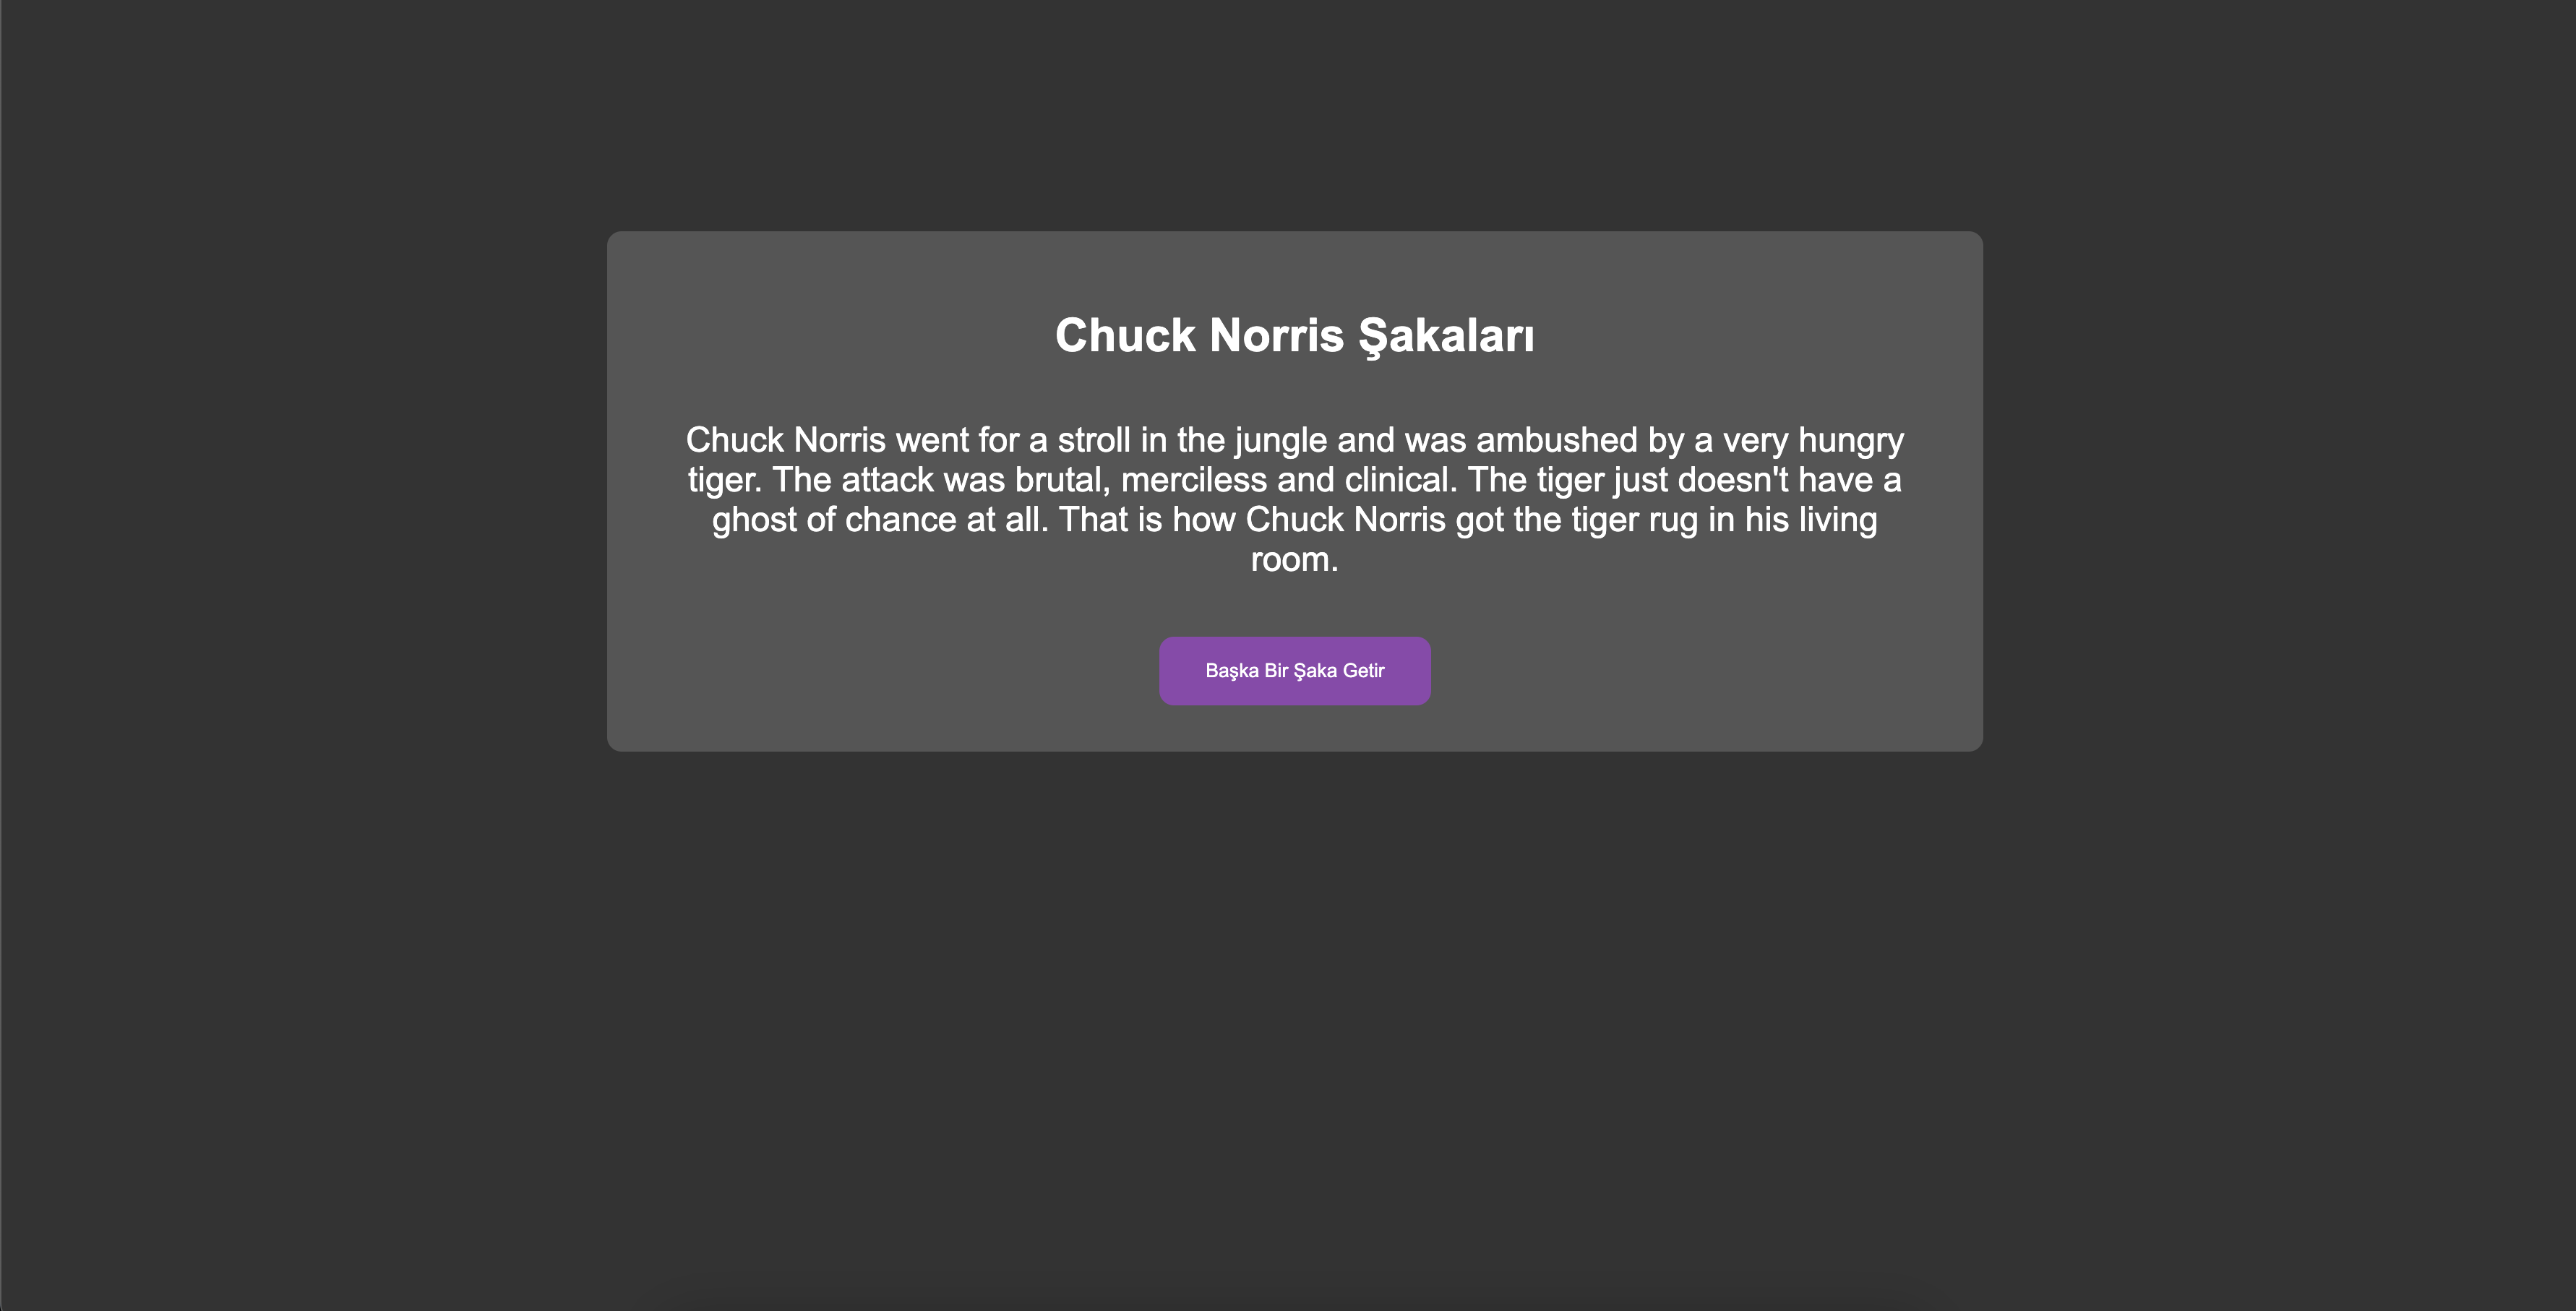 Chuck Norris Şakaları
Chuck Norris went for a stroll in the jungle and was ambushed by a very hungry
tiger. The attack was brutal, merciless and clinical. The tiger just doesn't have a
ghost of chance at all. That is how Chuck Norris got the tiger rug in his living
room.
Başka Bir Şaka Getir